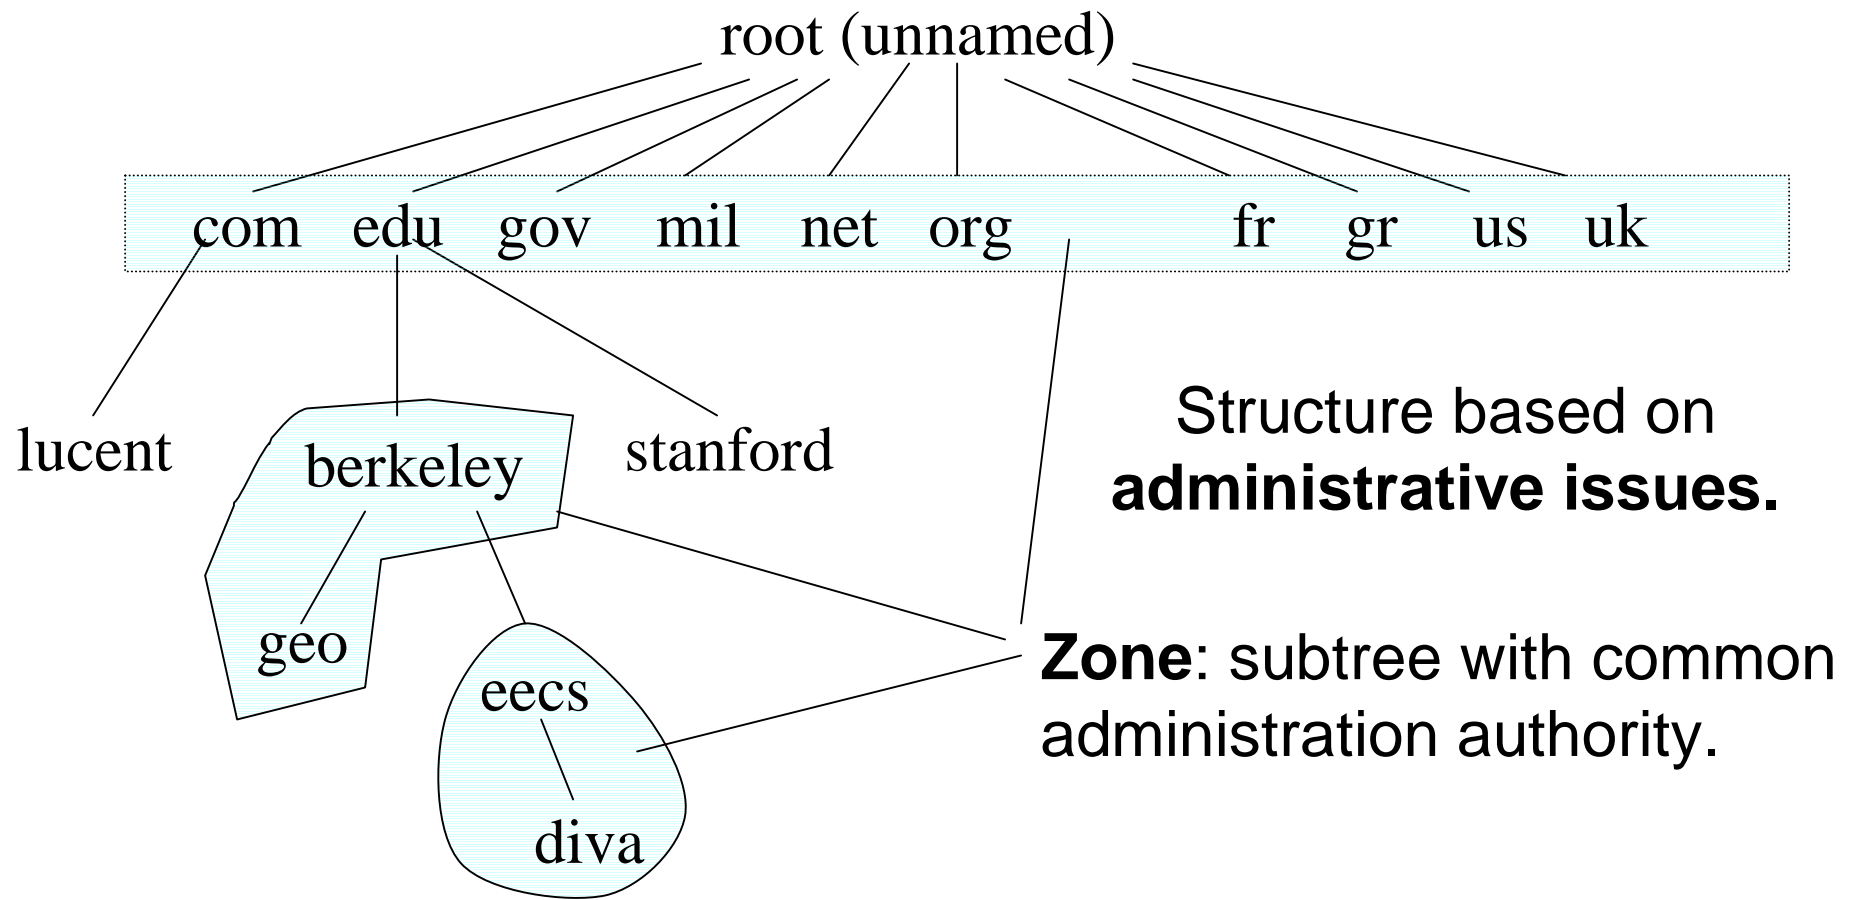 root (unnamed)
com edu gov mil net org fr gr us uk
lucent
berkeley
stanford
geo
eecs
diva
Structure based on
administrative issues.
Zone: subtree with common
administration authority.